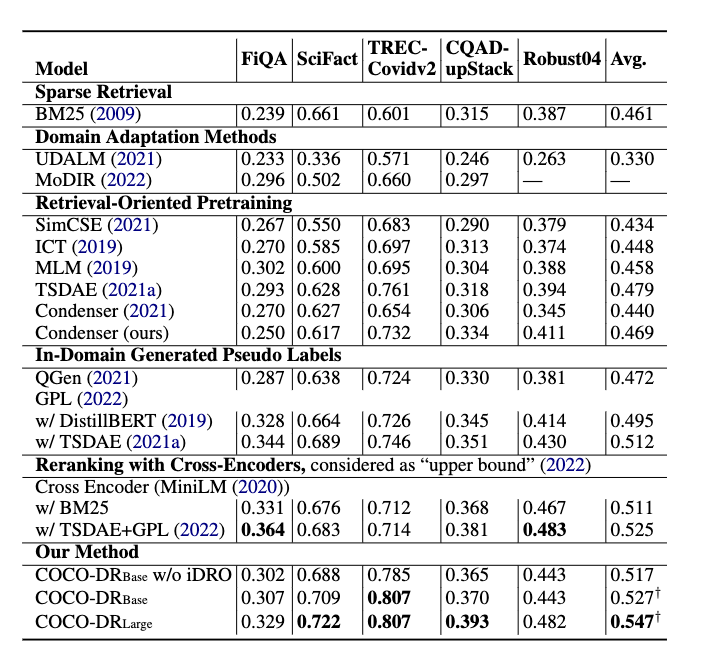 Model FiQA SciFact TREC-Covidv2 CQAD-upStack Robust04 Avg.
Sparse Retrieval
BM25 (2009) 0.239 0.661 0.601 0.315 0.387 0.461
Domain Adaptation Methods
UDALM (2021) 0.233 0.336 0.571 0.246 0.263 0.330
MoDIR (2022) 0.296 0.502 0.660 0.297 — —
Retrieval-Oriented Pretraining
SimCSE (2021) 0.267 0.550 0.683 0.290 0.379 0.434
ICT (2019) 0.270 0.585 0.697 0.313 0.374 0.448
MLM (2019) 0.302 0.600 0.695 0.304 0.388 0.458
TSDAE (2021a) 0.293 0.628 0.761 0.318 0.394 0.479
Condenser (2021) 0.270 0.627 0.654 0.306 0.345 0.440
Condenser (ours) 0.250 0.617 0.732 0.334 0.411 0.469
In-Domain Generated Pseudo Labels
QGen (2021) 0.287 0.638 0.724 0.330 0.381 0.472
GPL (2022)
w/ DistillBERT (2019) 0.328 0.664 0.726 0.345 0.414 0.495
w/ TSDAE (2021a) 0.344 0.689 0.746 0.351 0.430 0.512
Reranking with Cross-Encoders, considered as “upper bound” (2022)
Cross Encoder (MiniLM (2020))
w/ BM25 0.331 0.676 0.712 0.368 0.467 0.511
w/ TSDAE+GPL (2022) 0.364 0.683 0.714 0.381 0.483 0.525
Our Method
COCO-DRBase w/o iDRO 0.302 0.688 0.785 0.365 0.443 0.517
COCO-DRBase 0.307 0.709 0.807 0.370 0.443 0.527†
COCO-DRLarge 0.329 0.722 0.807 0.393 0.482 0.547†